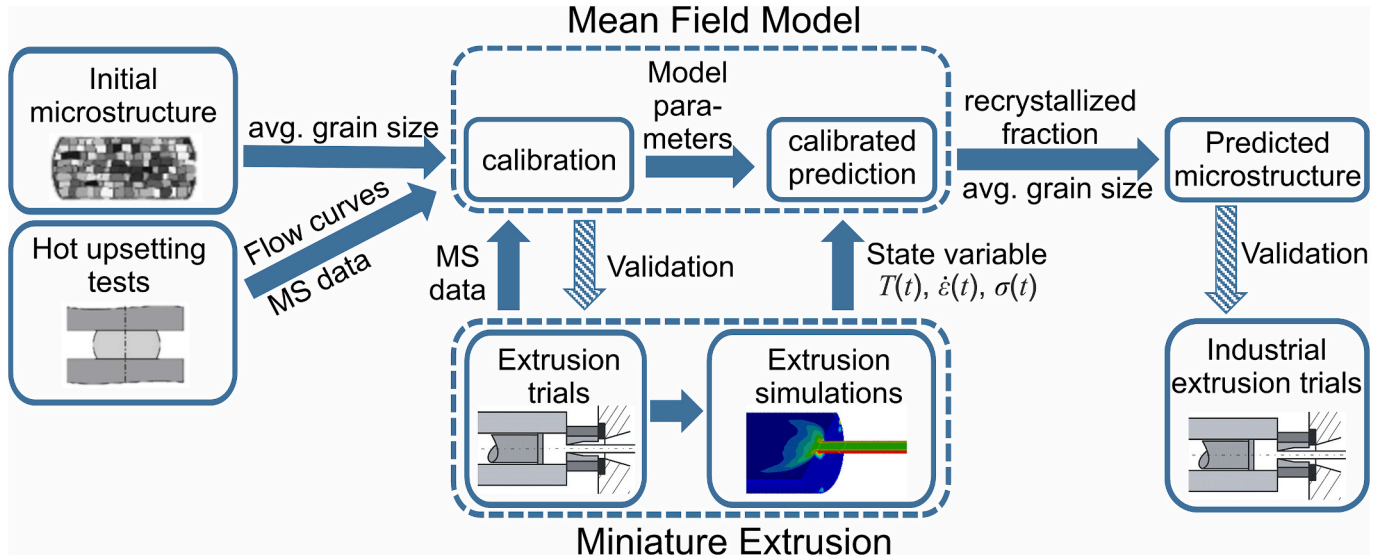 Mean Field Model
Initial
microstructure
avg. grain size
Hot upsetting
tests
Flow curves
MS data
calibration
Model
para-
meters
calibrated
prediction
recrystallized
fraction
avg. grain size
Predicted
microstructure
MS
data
Validation
State variable
T(t), ε̇(t), σ(t)
Validation
Extrusion
trials
Extrusion
simulations
Miniature Extrusion
Industrial
extrusion trials